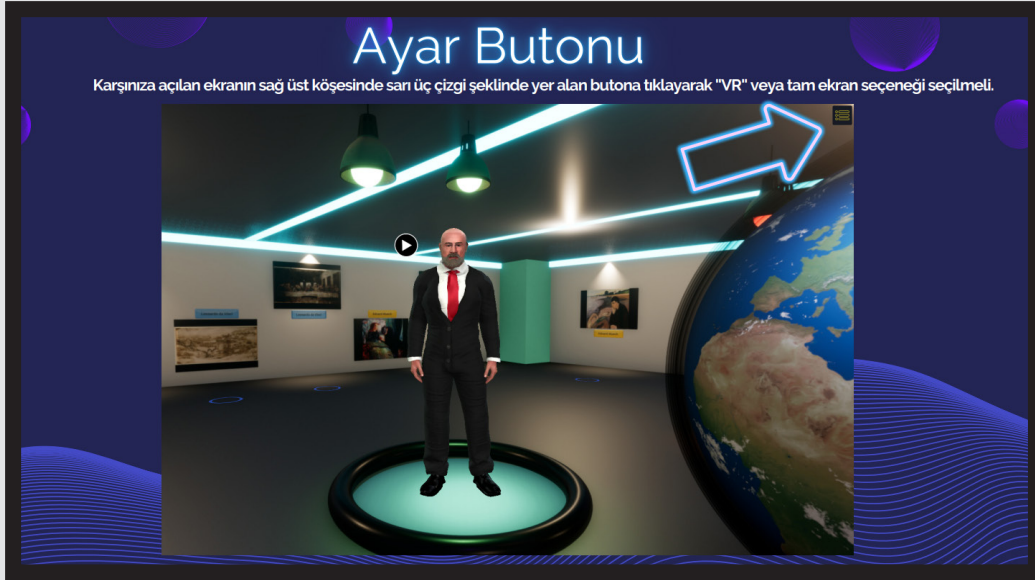 Ayar Butonu
Karşınıza açılan ekranın sağ üst köşesinde sarı üç çizgi şeklinde yer alan butona tıklayarak "VR" veya tam ekran seçeneği seçilmeli.